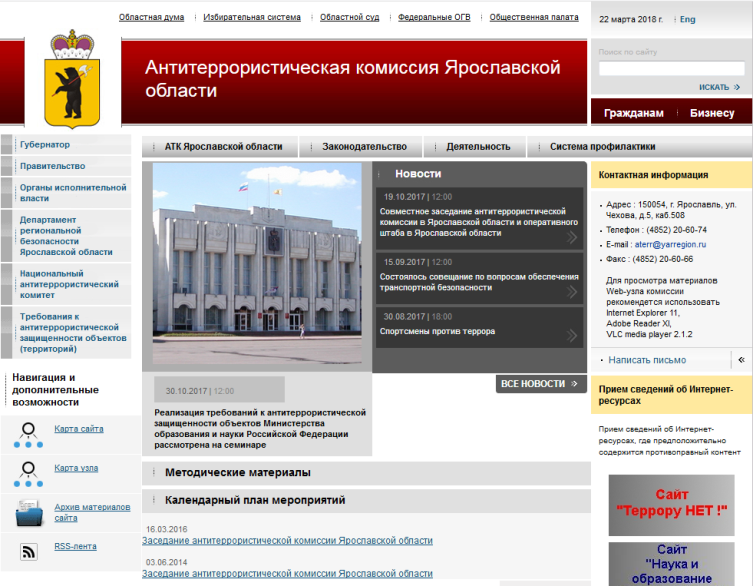 Областная дума
Избирательная система
Областной суд
Федеральные ОГВ
Общественная палата
22 марта 2018 г.
Eng
Антитеррористическая комиссия Ярославской
области
Поиск по сайту
ИСКАТЬ
Гражданам
Бизнесу
Губернатор
Правительство
Органы исполнительной
власти
Департамент
региональной
безопасности
Ярославской области
Национальный
антитеррористический
комитет
Требования к
антитеррористической
защищенности объектов
(территорий)
Навигация и
дополнительные
возможности
Карта сайта
Карта узла
Архив материалов
сайта
RSS-лента
АТК Ярославской области
Законодательство
Деятельность
Система профилактики
Новости
19.10.2017 | 12:00
Совместное заседание антитеррористической
комиссии в Ярославской области и оперативного
штаба в Ярославской области
15.09.2017 | 12:00
Состоялось совещание по вопросам обеспечения
транспортной безопасности
30.08.2017 | 18:00
Спортсмены против террора
ВСЕ НОВОСТИ
30.10.2017 | 12:00
Реализация требований к антитеррористической
защищенности объектов Министерства
образования и науки Российской Федерации
рассмотрена на семинаре
Методические материалы
Календарный план мероприятий
16.03.2016
Заседание антитеррористической комиссии Ярославской области
03.06.2014
Заседание антитеррористической комиссии Ярославской области
Контактная информация
Адрес : 150054, г. Ярославль, ул.
Чехова, д.5, каб.508
Телефон : (4852) 20-60-74
E-mail : aterr@yarregion.ru
Факс : (4852) 20-60-66
Для просмотра материалов
Web-узла комиссии
рекомендется использовать
Internet Explorer 11,
Adobe Reader XI,
VLC media player 2.1.2
Написать письмо
Прием сведений об Интернет-
ресурсах
Прием сведений об Интернет-
ресурсах, где предположительно
содержится противоправный контент
Сайт
"Террору НЕТ !"
Сайт
"Наука и
образование